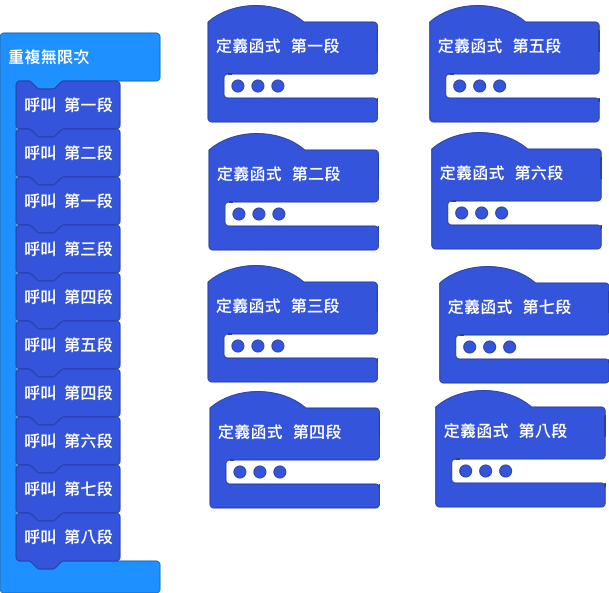 重複無限次
呼叫 第一段
呼叫 第二段
呼叫 第一段
呼叫 第三段
呼叫 第四段
呼叫 第五段
呼叫 第四段
呼叫 第六段
呼叫 第七段
呼叫 第八段
定義函式 第一段
定義函式 第二段
定義函式 第三段
定義函式 第四段
定義函式 第五段
定義函式 第六段
定義函式 第七段
定義函式 第八段